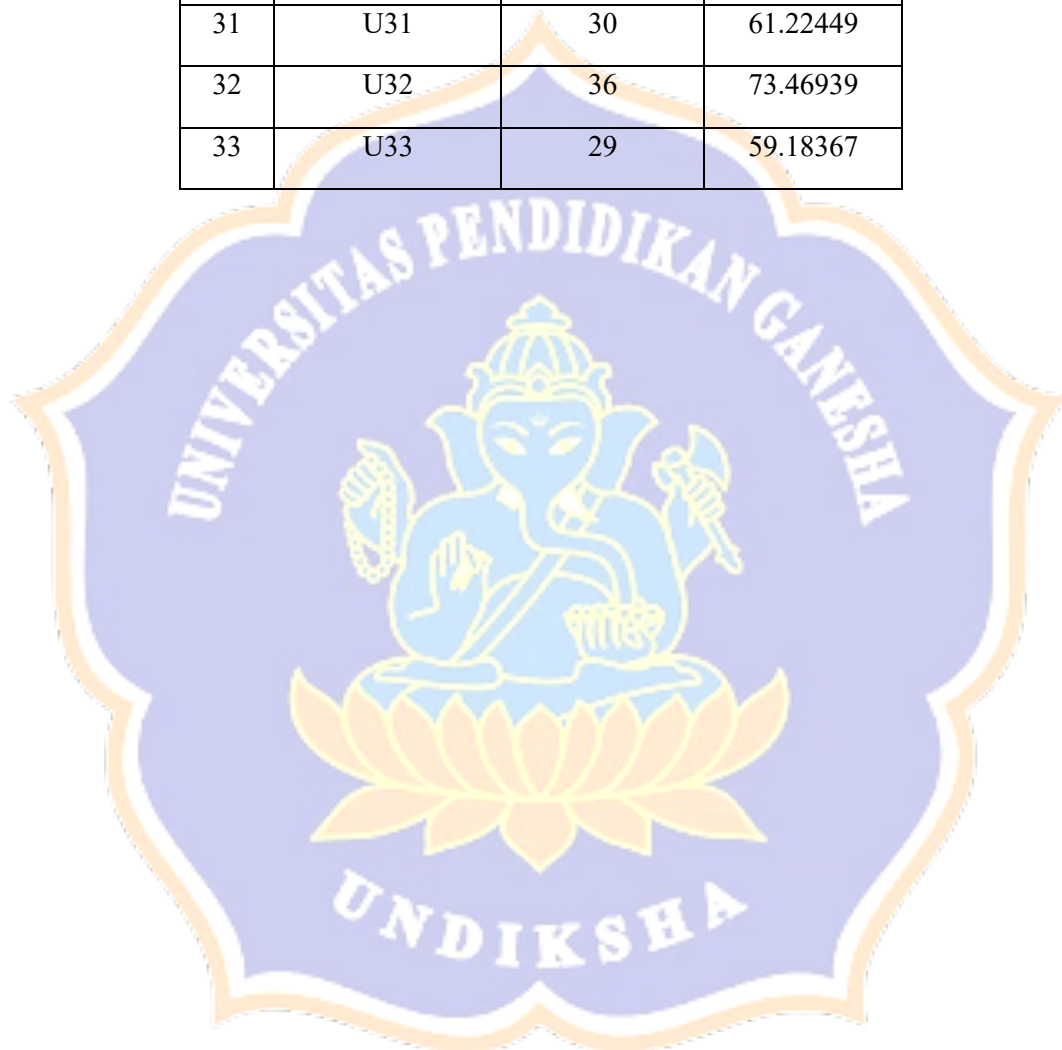 31 U31 30 61.22449
32 U32 36 73.46939
33 U33 29 59.18367
UNIVERSITAS PENDIDIKAN GANESHA
UNDIKSHA